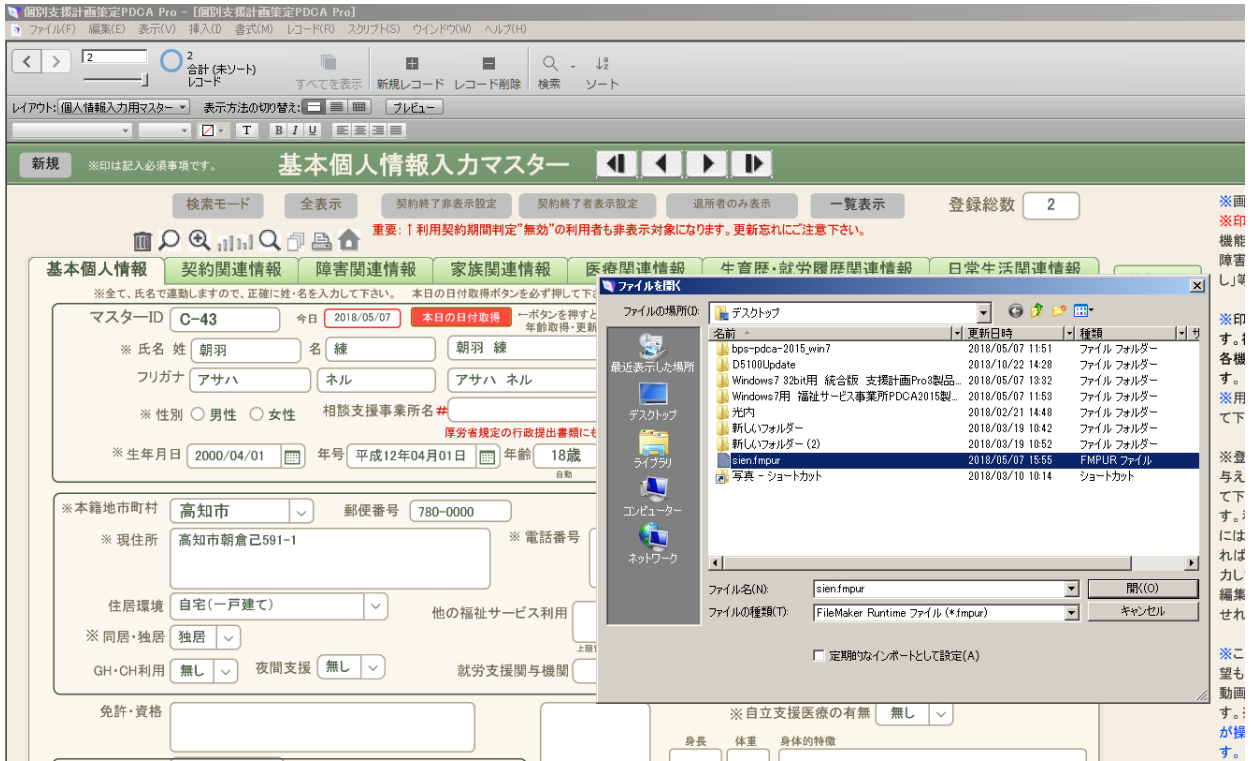 個別支援計画策定PDCA Pro - [個別支援計画策定PDCA Pro]
ファイル(F) 編集(E) 表示(V) 挿入(I) 書式(M) レコード(R) スクリプト(S) ウインドウ(W) ヘルプ(H)
2
2
合計 (未ソート)
レコード
すべてを表示 新規レコード レコード削除 検索 ソート
レイアウト: 個人情報入力用マスター 表示方法の切り替え: プレビュー
T B I U
新規 ※印は記入必須事項です。 基本個人情報入力マスター
検索モード 全表示 契約終了非表示設定 契約終了者表示設定 退所者のみ表示 一覧表示 登録総数 2
重要:↑利用契約期間判定"無効"の利用者も非表示対象になります。更新忘れにご注意下さい。
基本個人情報 契約関連情報 障害関連情報 家族関連情報 医療関連情報 生育歴・就労履歴関連情報 日常生活関連情報
※全て、氏名で連動しますので、正確に姓・名を入力して下さい。 本日の日付取得ボタンを必ず押して下さ
マスターID C-43 今日 2018/05/07 本日の日付取得 ←ボタンを押すと
年齢取得・更新
※ 氏名 姓 朝羽 名 練 朝羽 練
フリガナ アサハ ネル アサハ ネル
※ 性別 男性 女性 相談支援事業所名 #
厚労省規定の行政提出書類にも
※ 生年月日 2000/04/01 年号 平成12年04月01日 年齢 18歳
自動
※本籍地市町村 高知市 郵便番号 780-0000
※ 現住所 高知市朝倉己591-1 ※ 電話番号
住居環境 自宅(一戸建て) 他の福祉サービス利用
※ 同居・独居 独居
GH・CH利用 無し 夜間支援 無し 就労支援関与機関
免許・資格 ※自立支援医療の有無 無し
身長 体重 身体的特徴
ファイルを開く
ファイルの場所(I): デスクトップ
名前 更新日時 種類 サ
bps-pdca-2015_win7 2018/05/07 11:51 ファイル フォルダー
D5100Update 2013/10/22 14:28 ファイル フォルダー
Windows7 32bit用 統合版 支援計画Pro3製品... 2018/05/07 13:32 ファイル フォルダー
Windows7用 福祉サービス事業所PDCA2015製... 2018/05/07 11:53 ファイル フォルダー
光内 2018/02/21 14:48 ファイル フォルダー
新しいフォルダー 2018/03/19 10:42 ファイル フォルダー
新しいフォルダー (2) 2018/03/19 10:52 ファイル フォルダー
sien.fmpur 2018/05/07 15:55 FMPUR ファイル
写真 - ショートカット 2018/03/10 10:14 ショートカット
最近表示した場所
デスクトップ
ライブラリ
コンピューター
ネットワーク
ファイル名(N): sien.fmpur 開く(O)
ファイルの種類(T): FileMaker Runtime ファイル (*.fmpur) キャンセル
定期的なインポートとして設定(A)
※画
※印
機能
障害
し」等
※印
す。
各機
す。
※用
て下
※登
与え
て下
す。
には
れば
力し
編集
せれ
※こ
望も
動画
す。
が操
す。